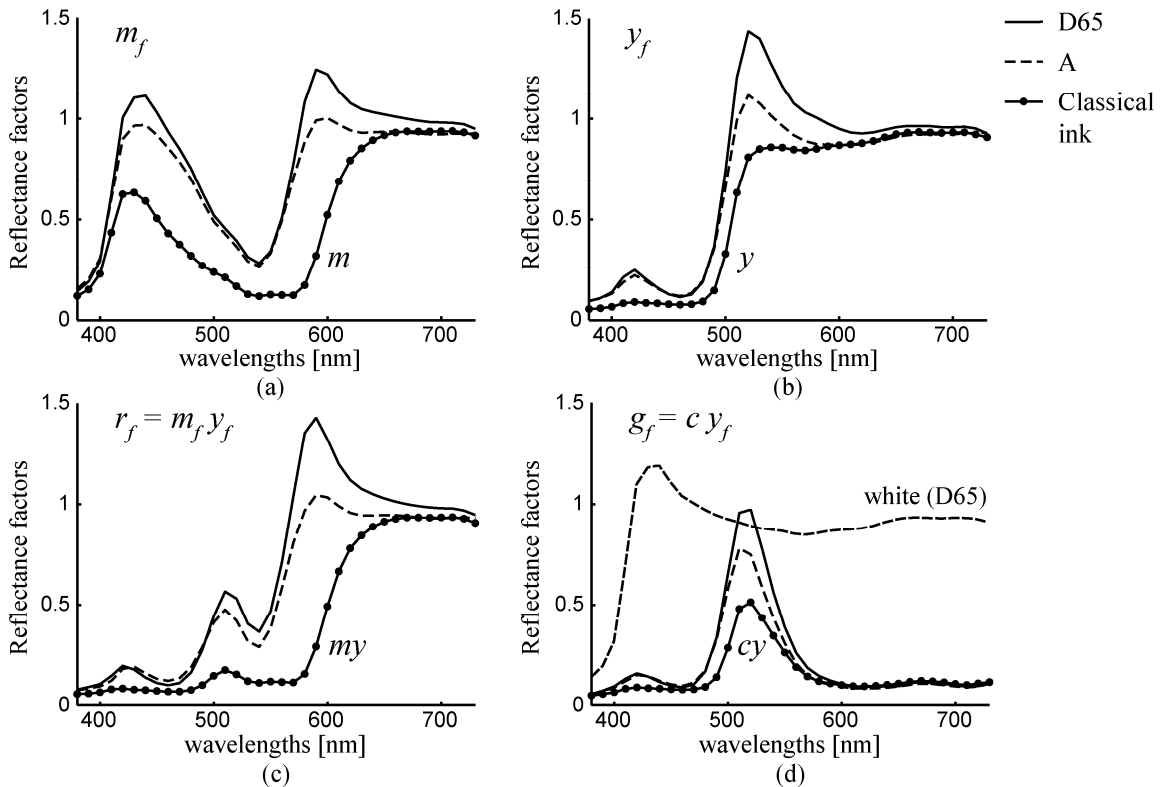 1.5
1
0.5
0
400 500 600 700
Reflectance factors
wavelengths [nm]
m_f
m
(a)
1.5
1
0.5
0
400 500 600 700
Reflectance factors
wavelengths [nm]
y_f
y
(b)
D65
A
Classical
ink
1.5
1
0.5
0
400 500 600 700
Reflectance factors
wavelengths [nm]
r_f = m_f y_f
my
(c)
1.5
1
0.5
0
400 500 600 700
Reflectance factors
wavelengths [nm]
g_f = c y_f
white (D65)
cy
(d)